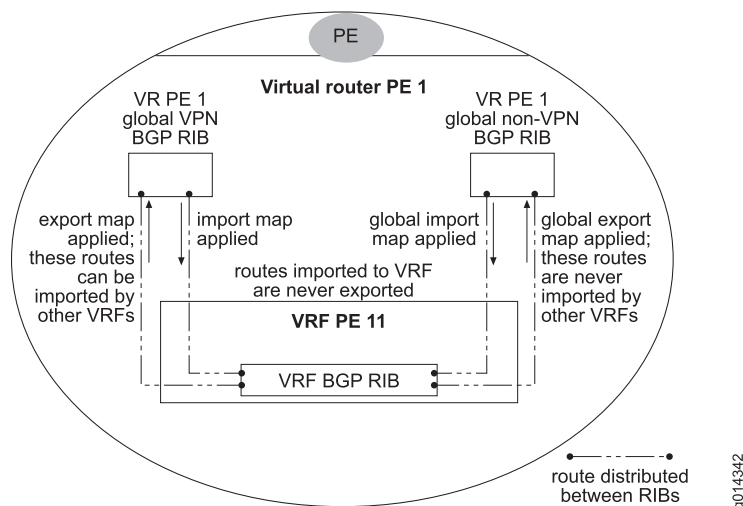 PE
Virtual router PE 1
VR PE 1
global VPN
BGP RIB
VR PE 1
global non-VPN
BGP RIB
export map
applied;
these routes
can be
imported by
other VRFs
import map
applied
global import
map applied
global export
map applied;
these routes
are never
imported by
other VRFs
routes imported to VRF
are never exported
VRF PE 11
VRF BGP RIB
route distributed
between RIBs
g014342